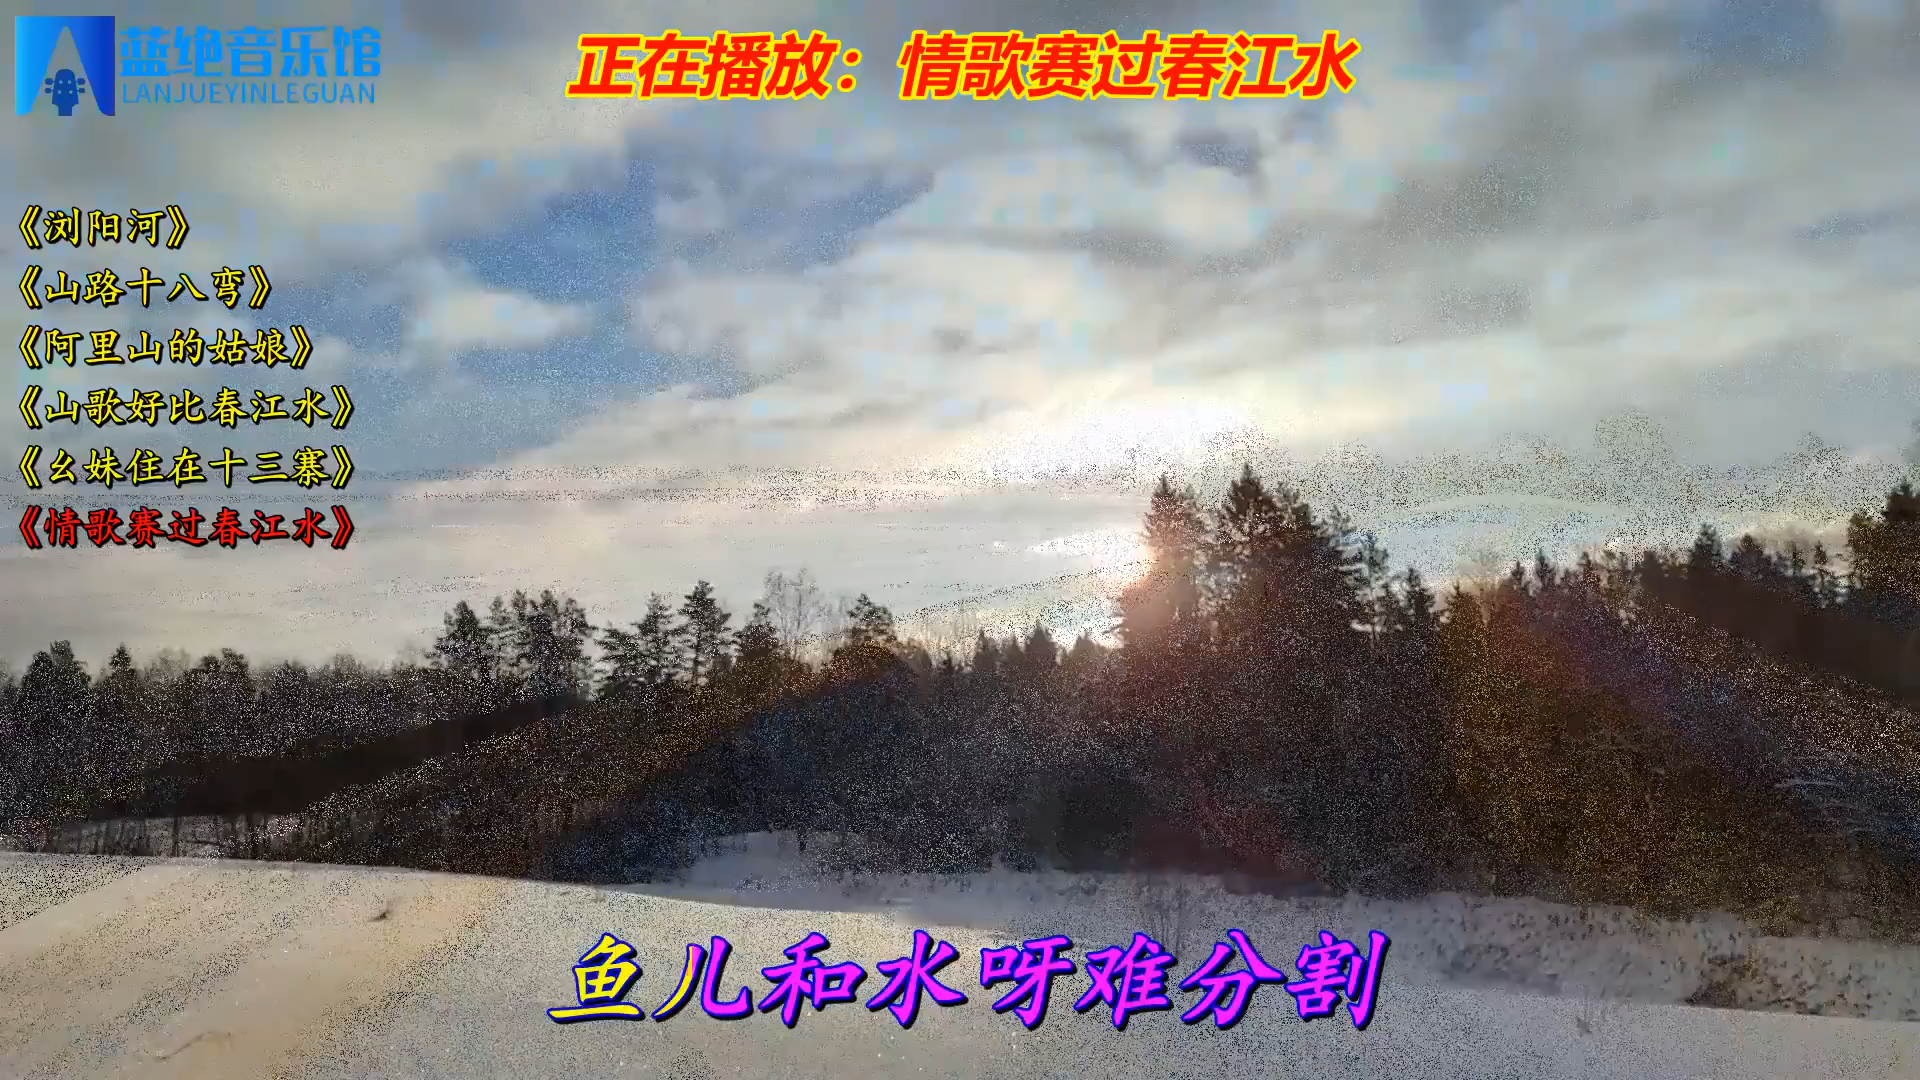 蓝绝音乐馆
LANJUEYINLEGUAN
正在播放：情歌赛过春江水
《浏阳河》
《山路十八弯》
《阿里山的姑娘》
《山歌好比春江水》
《幺妹住在十三寨》
《情歌赛过春江水》
鱼儿和水呀难分割